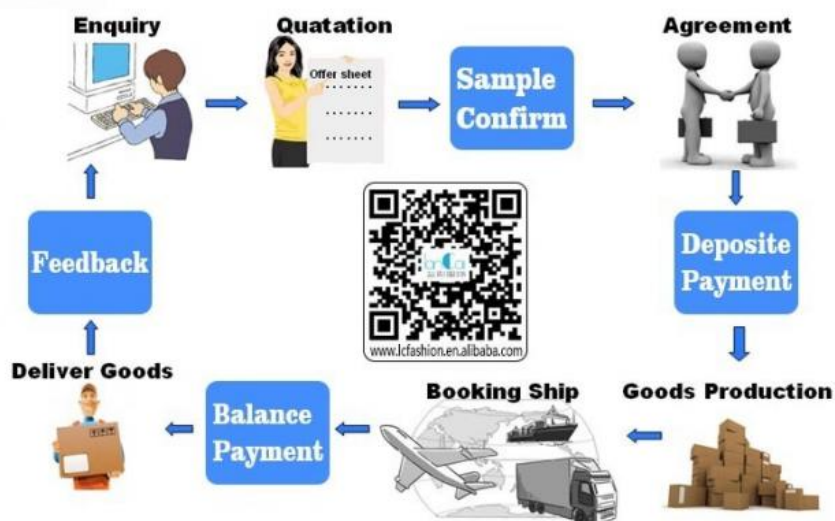 Enquiry
Quatation
Agreement
Offer sheet
Sample
Confirm
Feedback
Deposite
Payment
www.lcfashion.en.alibaba.com
Deliver Goods
Balance
Payment
Booking Ship
Goods Production